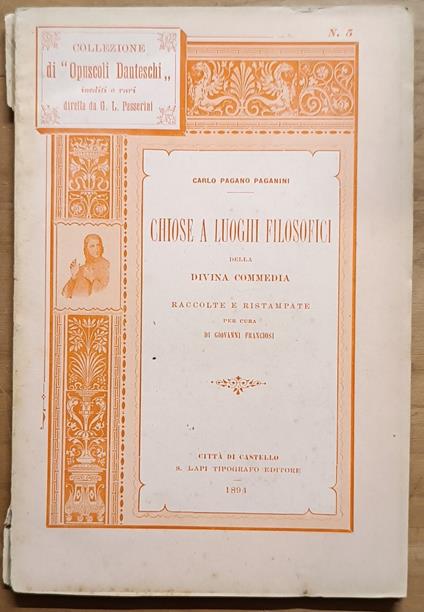 COLLEZIONE
di "Opuscoli Danteschi„
inediti o rari
diretta da G. L. Passerini
N. 5
CARLO PAGANO PAGANINI
CHIOSE A LUOGHI FILOSOFICI
DELLA
DIVINA COMMEDIA
RACCOLTE E RISTAMPATE
PER CURA
DI GIOVANNI FRANCIOSI
CITTÀ DI CASTELLO
S. LAPI TIPOGRAFO EDITORE
1894